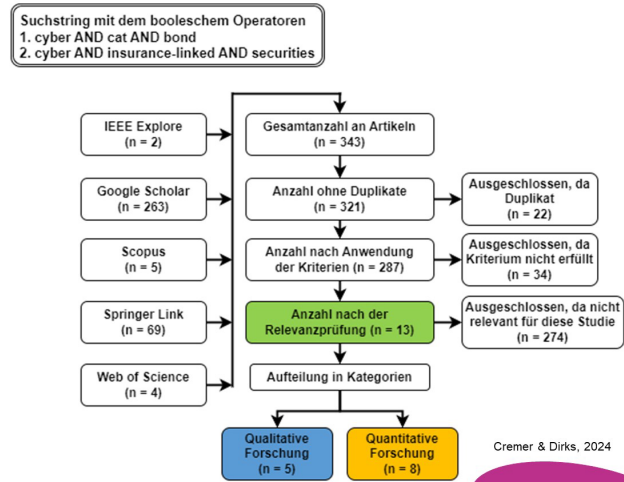 Suchstring mit dem booleschem Operatoren
1. cyber AND cat AND bond
2. cyber AND insurance-linked AND securities
IEEE Explore
(n = 2)
Google Scholar
(n = 263)
Scopus
(n = 5)
Springer Link
(n = 69)
Web of Science
(n = 4)
Gesamtanzahl an Artikeln
(n = 343)
Anzahl ohne Duplikate
(n = 321)
Ausgeschlossen, da
Duplikat
(n = 22)
Anzahl nach Anwendung
der Kriterien (n = 287)
Ausgeschlossen, da
Kriterium nicht erfüllt
(n = 34)
Anzahl nach der
Relevanzprüfung (n = 13)
Ausgeschlossen, da nicht
relevant für diese Studie
(n = 274)
Aufteilung in Kategorien
Qualitative
Forschung
(n = 5)
Quantitative
Forschung
(n = 8)
Cremer & Dirks, 2024